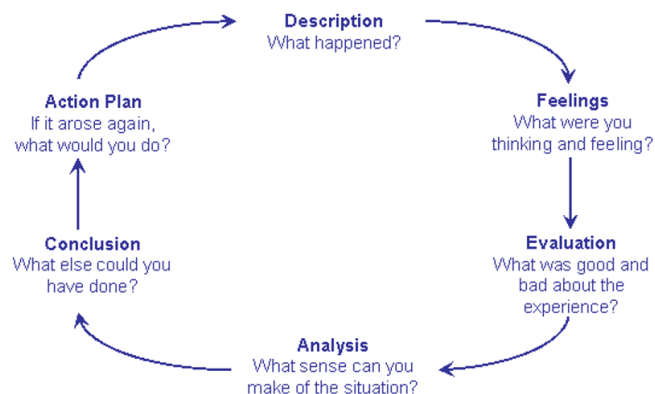 Description
What happened?
Feelings
What were you
thinking and feeling?
Evaluation
What was good and
bad about the
experience?
Analysis
What sense can you
make of the situation?
Conclusion
What else could you
have done?
Action Plan
If it arose again,
what would you do?